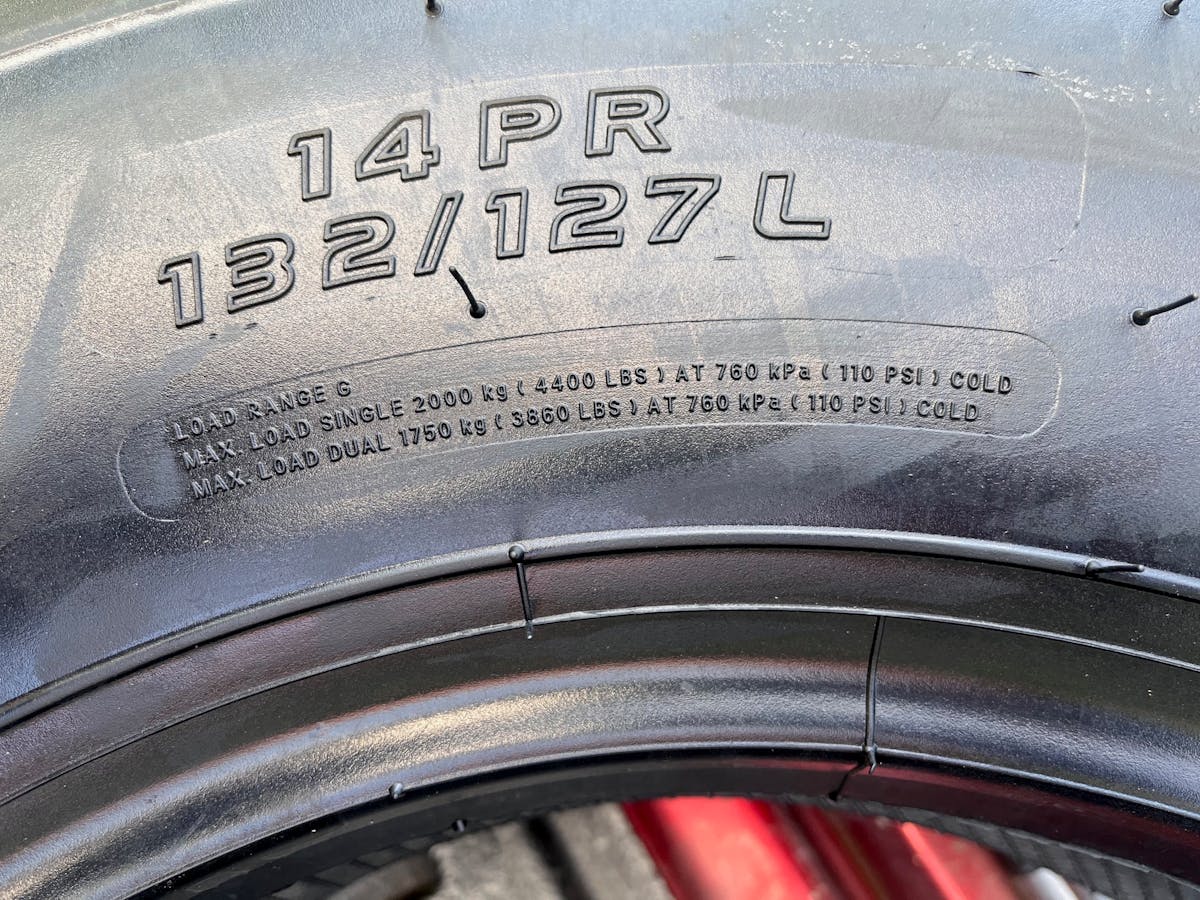 14 PR
132/127 L
LOAD RANGE G
MAX. LOAD SINGLE 2000 kg ( 4400 LBS ) AT 760 kPa ( 110 PSI ) COLD
MAX. LOAD DUAL 1750 kg ( 3860 LBS ) AT 760 kPa ( 110 PSI ) COLD